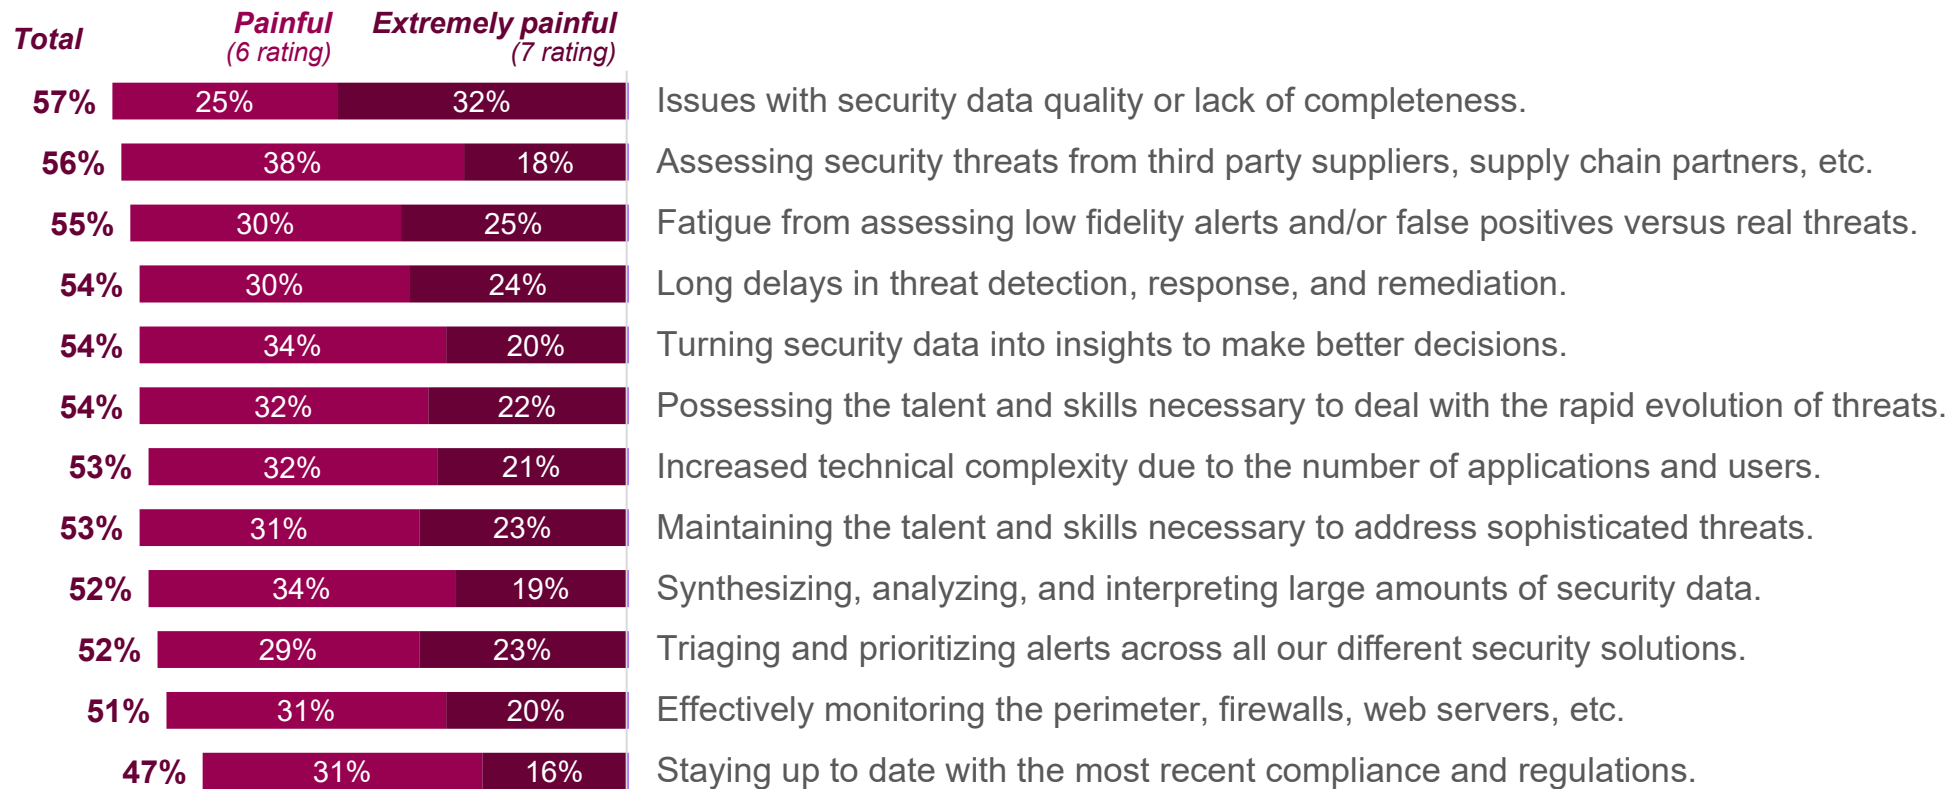 Total
Painful
(6 rating)
Extremely painful
(7 rating)
57% 25% 32% Issues with security data quality or lack of completeness.
56% 38% 18% Assessing security threats from third party suppliers, supply chain partners, etc.
55% 30% 25% Fatigue from assessing low fidelity alerts and/or false positives versus real threats.
54% 30% 24% Long delays in threat detection, response, and remediation.
54% 34% 20% Turning security data into insights to make better decisions.
54% 32% 22% Possessing the talent and skills necessary to deal with the rapid evolution of threats.
53% 32% 21% Increased technical complexity due to the number of applications and users.
53% 31% 23% Maintaining the talent and skills necessary to address sophisticated threats.
52% 34% 19% Synthesizing, analyzing, and interpreting large amounts of security data.
52% 29% 23% Triaging and prioritizing alerts across all our different security solutions.
51% 31% 20% Effectively monitoring the perimeter, firewalls, web servers, etc.
47% 31% 16% Staying up to date with the most recent compliance and regulations.